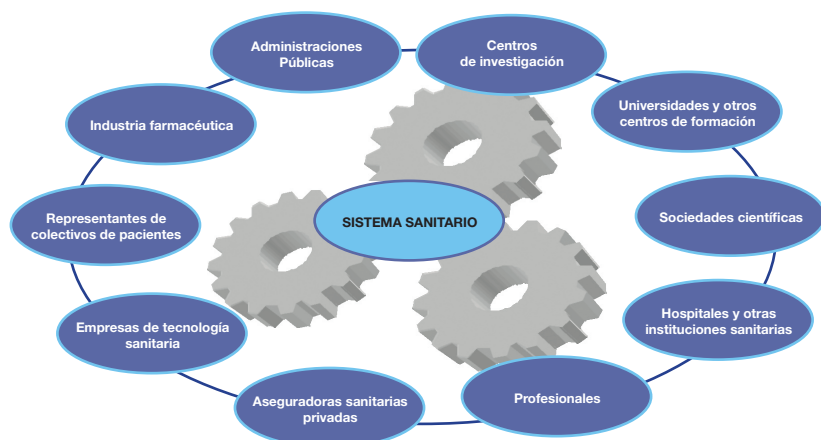 Administraciones
Públicas
Centros
de investigación
Universidades y otros
centros de formación
Industria farmacéutica
Representantes de
colectivos de pacientes
SISTEMA SANITARIO
Sociedades científicas
Empresas de tecnología
sanitaria
Hospitales y otras
instituciones sanitarias
Aseguradoras sanitarias
privadas
Profesionales